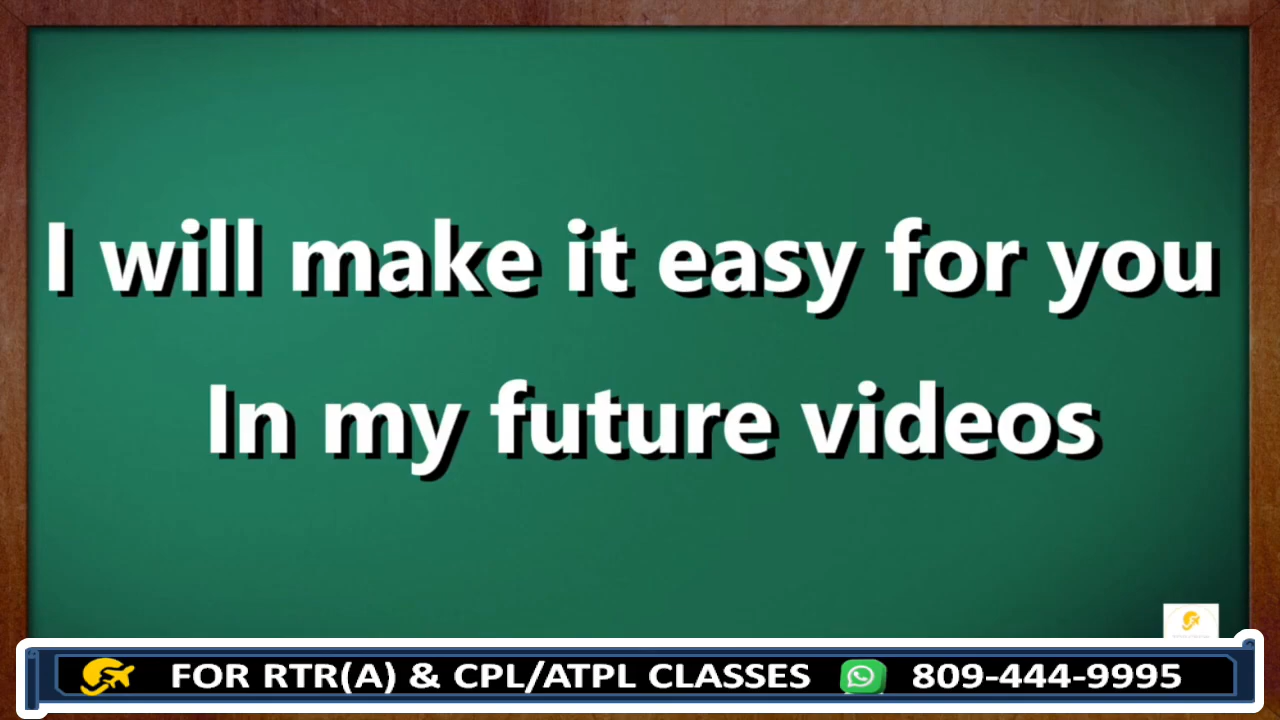 I will make it easy for you
In my future videos
FOR RTR(A) & CPL/ATPL CLASSES 809-444-9995